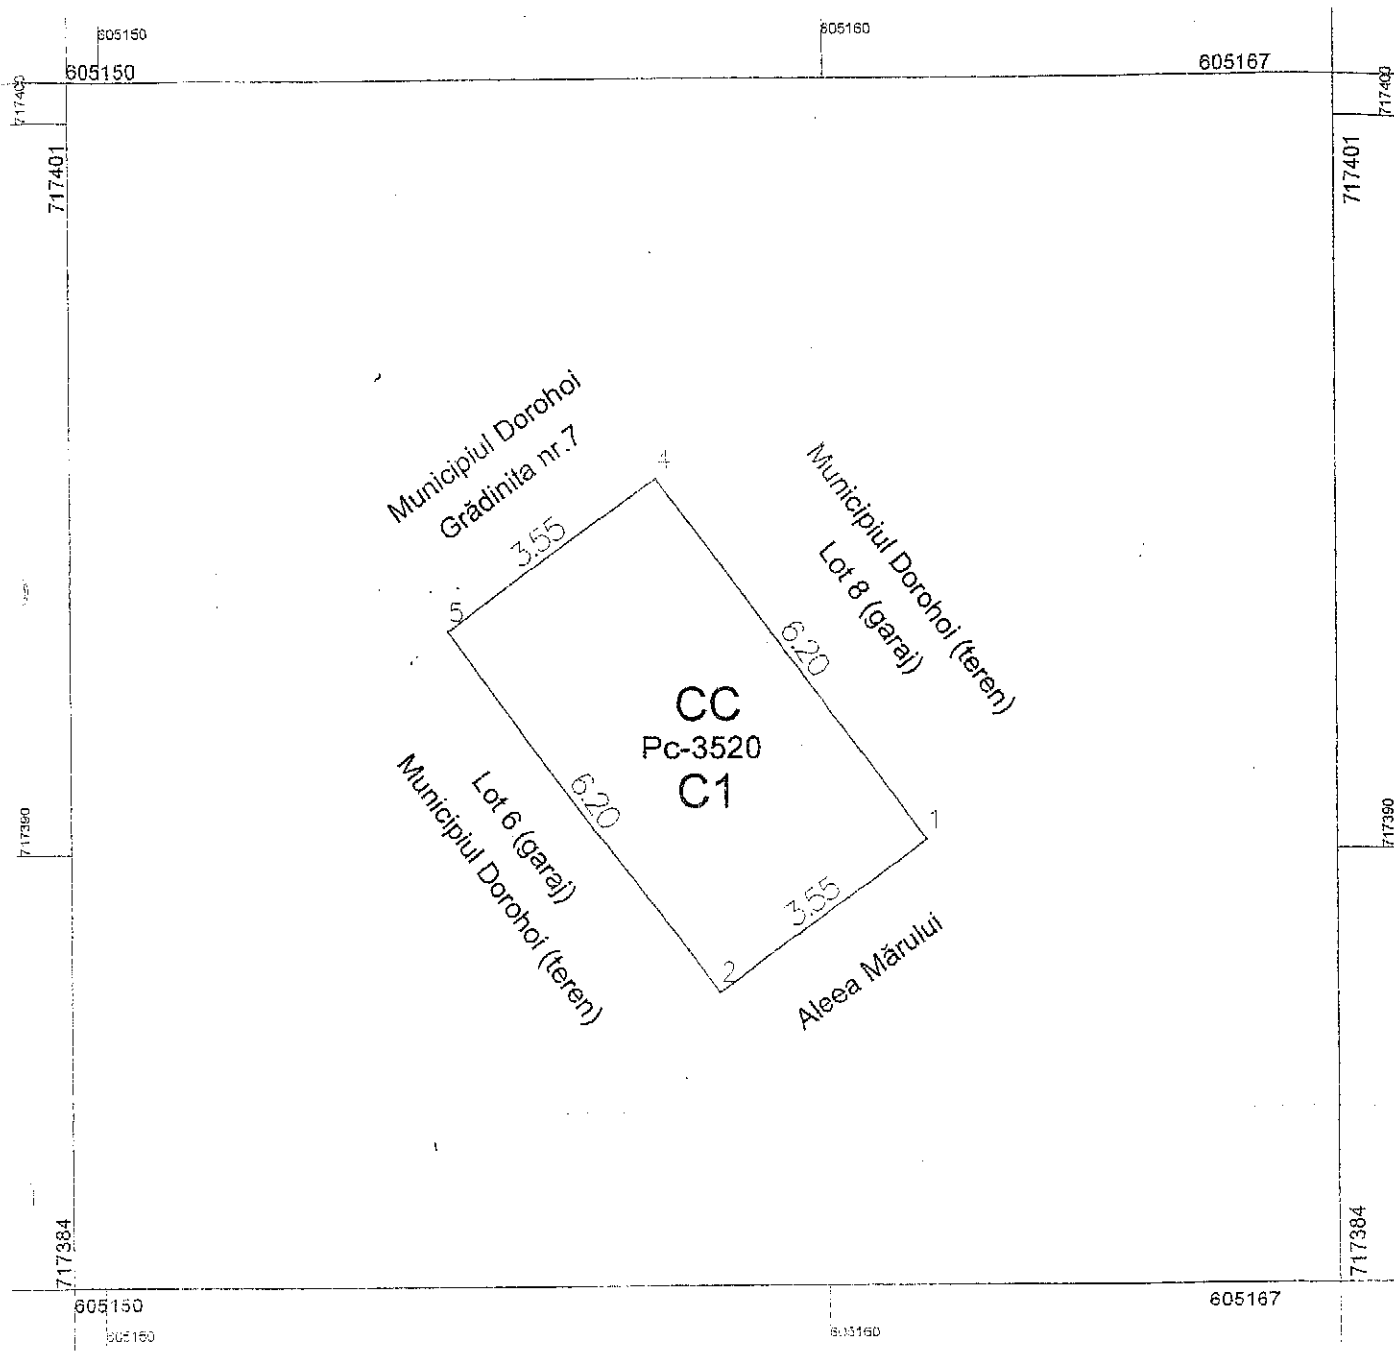 605150
605160
605150
605167
717400
717400
717401
717401
Municipiul Dorohoi
Grădinita nr.7
4
3.55
Municipiul Dorohoi (teren)
Lot 8 (garaj)
5
6.20
CC
Pc-3520
C1
6.20
Lot 6 (garaj)
Municipiul Dorohoi (teren)
1
717390
717390
3.55
2
Aleea Mărului
717384
717384
605150
605167
605150
605160